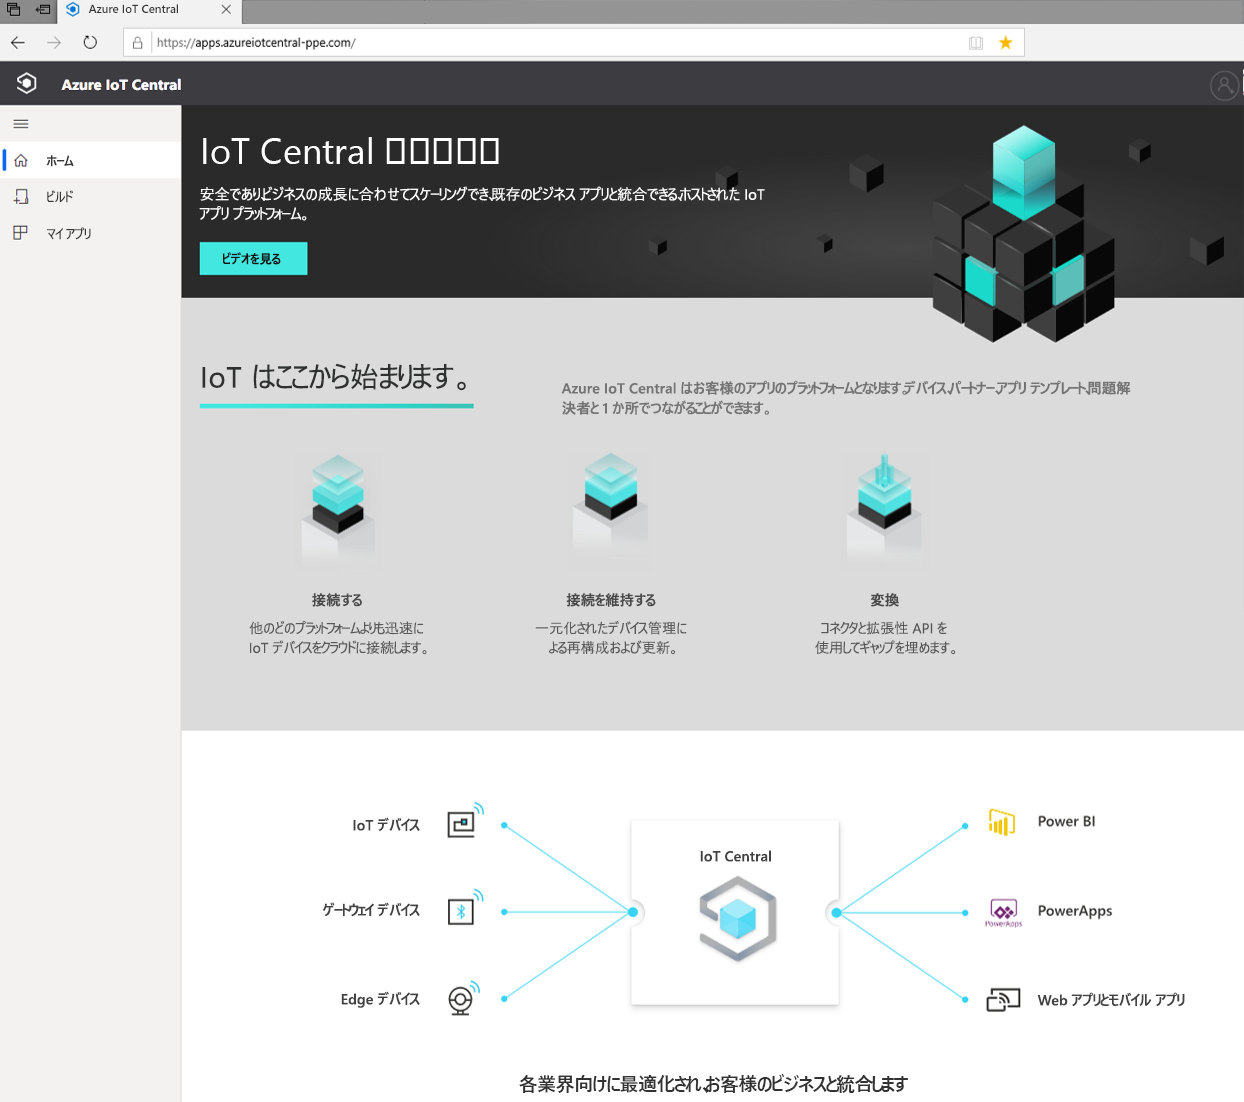 Azure IoT Central
https://apps.azureiotcentral-ppe.com/
Azure IoT Central
ホーム
ビルド
マイ アプリ
IoT Central □□□□□
安全であり、ビジネスの成長に合わせてスケーリングでき、既存のビジネス アプリと統合できる、ホストされた IoT
アプリ プラットフォーム。
ビデオを見る
IoT はここから始まります。
Azure IoT Central はお客様のアプリのプラットフォームとなります。デバイス、パートナー、アプリ テンプレート、問題解
決者と 1 か所でつながることができます。
接続する
他のどのプラットフォームよりも迅速に
IoT デバイスをクラウドに接続します。
接続を維持する
一元化されたデバイス管理に
よる再構成および更新。
変換
コネクタと拡張性 API を
使用してギャップを埋めます。
IoT デバイス
ゲートウェイ デバイス
Edge デバイス
IoT Central
Power BI
PowerApps
PowerApps
Web アプリとモバイル アプリ
各業界向けに最適化され、お客様のビジネスと統合します